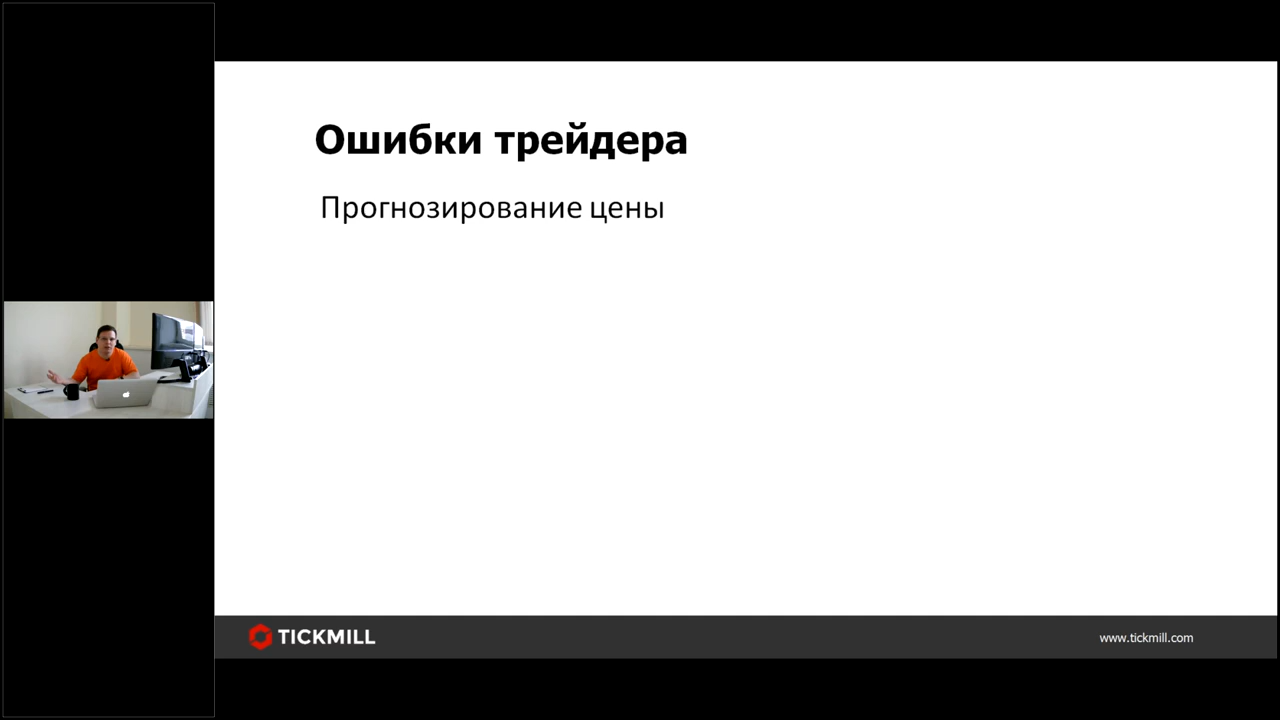 Ошибки трейдера
Прогнозирование цены
TICKMILL
www.tickmill.com